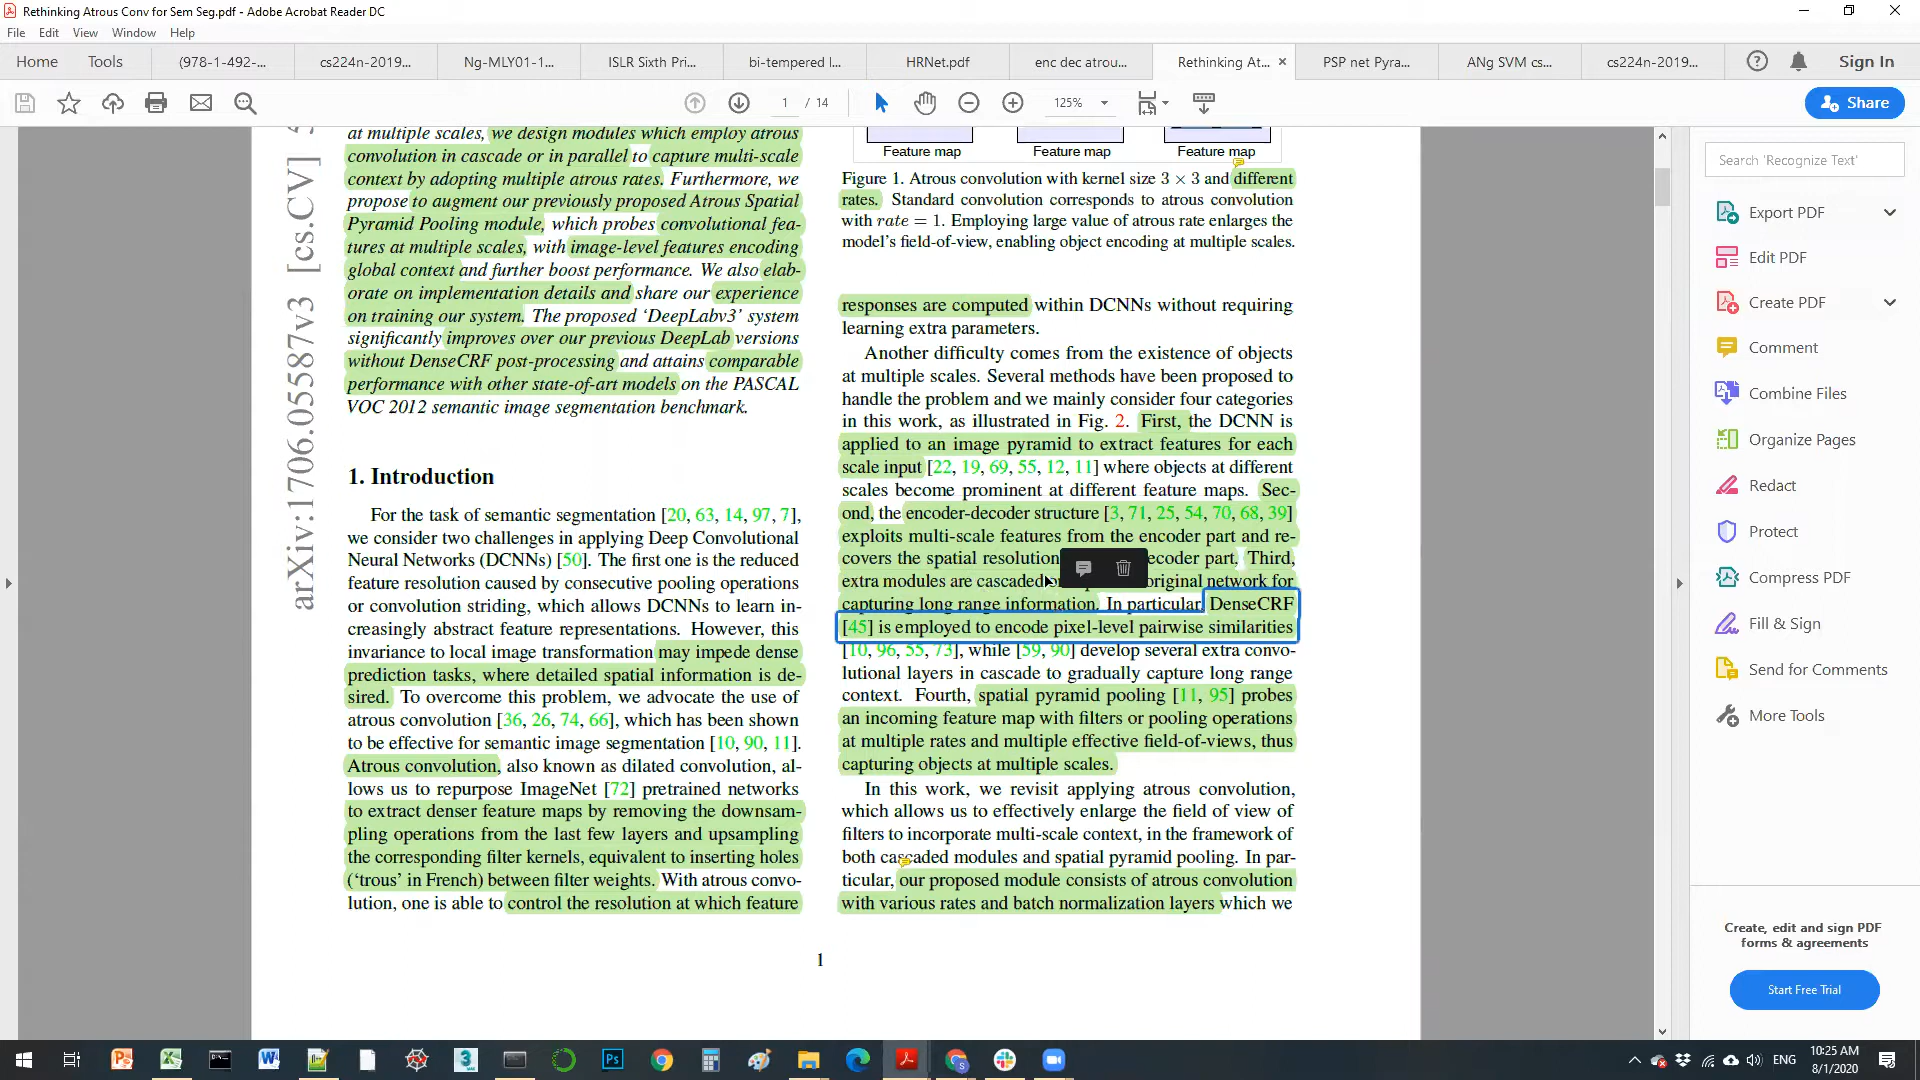 Rethinking Atrous Conv for Sem Seg.pdf - Adobe Acrobat Reader DC
File Edit View Window Help
Home Tools (978-1-492-... cs224n-2019... Ng-MLY01-1... ISLR Sixth Pri... bi-tempered l... HRNet.pdf enc dec atrou... Rethinking At... × PSP net Pyra... ANg SVM cs... cs224n-2019... Sign In
1 / 14 125% Share
arXiv:1706.05587v3 [cs.CV]
at multiple scales, we design modules which employ atrous
convolution in cascade or in parallel to capture multi-scale
context by adopting multiple atrous rates. Furthermore, we
propose to augment our previously proposed Atrous Spatial
Pyramid Pooling module, which probes convolutional fea-
tures at multiple scales, with image-level features encoding
global context and further boost performance. We also elab-
orate on implementation details and share our experience
on training our system. The proposed ‘DeepLabv3’ system
significantly improves over our previous DeepLab versions
without DenseCRF post-processing and attains comparable
performance with other state-of-art models on the PASCAL
VOC 2012 semantic image segmentation benchmark.
1. Introduction
For the task of semantic segmentation [20, 63, 14, 97, 7],
we consider two challenges in applying Deep Convolutional
Neural Networks (DCNNs) [50]. The first one is the reduced
feature resolution caused by consecutive pooling operations
or convolution striding, which allows DCNNs to learn in-
creasingly abstract feature representations. However, this
invariance to local image transformation may impede dense
prediction tasks, where detailed spatial information is de-
sired. To overcome this problem, we advocate the use of
atrous convolution [36, 26, 74, 66], which has been shown
to be effective for semantic image segmentation [10, 90, 11].
Atrous convolution, also known as dilated convolution, al-
lows us to repurpose ImageNet [72] pretrained networks
to extract denser feature maps by removing the downsam-
pling operations from the last few layers and upsampling
the corresponding filter kernels, equivalent to inserting holes
(‘trous’ in French) between filter weights. With atrous convo-
lution, one is able to control the resolution at which feature
Feature map Feature map Feature map
Figure 1. Atrous convolution with kernel size 3 × 3 and different
rates. Standard convolution corresponds to atrous convolution
with rate = 1. Employing large value of atrous rate enlarges the
model’s field-of-view, enabling object encoding at multiple scales.
responses are computed within DCNNs without requiring
learning extra parameters.
Another difficulty comes from the existence of objects
at multiple scales. Several methods have been proposed to
handle the problem and we mainly consider four categories
in this work, as illustrated in Fig. 2. First, the DCNN is
applied to an image pyramid to extract features for each
scale input [22, 19, 69, 55, 12, 11] where objects at different
scales become prominent at different feature maps. Sec-
ond, the encoder-decoder structure [3, 71, 25, 54, 70, 68, 39]
exploits multi-scale features from the encoder part and re-
covers the spatial resolution ecoder part. Third,
extra modules are cascaded original network for
capturing long range information. In particular, DenseCRF
[45] is employed to encode pixel-level pairwise similarities
[10, 96, 55, 73], while [59, 90] develop several extra convo-
lutional layers in cascade to gradually capture long range
context. Fourth, spatial pyramid pooling [11, 95] probes
an incoming feature map with filters or pooling operations
at multiple rates and multiple effective field-of-views, thus
capturing objects at multiple scales.
In this work, we revisit applying atrous convolution,
which allows us to effectively enlarge the field of view of
filters to incorporate multi-scale context, in the framework of
both cascaded modules and spatial pyramid pooling. In par-
ticular, our proposed module consists of atrous convolution
with various rates and batch normalization layers which we
1
Search 'Recognize Text'
Export PDF
Edit PDF
Create PDF
Comment
Combine Files
Organize Pages
Redact
Protect
Compress PDF
Fill & Sign
Send for Comments
More Tools
Create, edit and sign PDF
forms & agreements
Start Free Trial
ENG
10:25 AM
8/1/2020